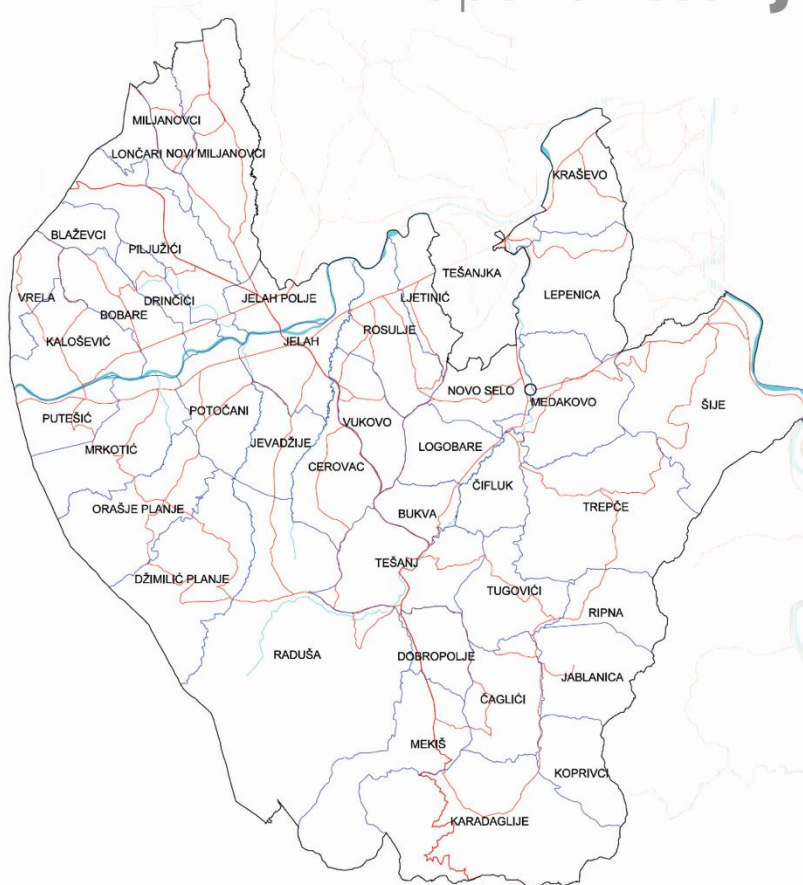 MILJANOVCI
LONČARI NOVI MILJANOVCI
KRAŠEVO
BLAŽEVCI
PILJUŽIĆI
TEŠANJKA
VRELA
DRINČIĆI
JELAH POLJE
LJETINIĆ
LEPENICA
BOBARE
ROSULJE
KALOŠEVIĆ
JELAH
NOVO SELO
MEDAKOVO
ŠIJE
PUTEŠIĆ
POTOČANI
VUKOVO
MRKOTIĆ
JEVADŽIJE
LOGOBARE
CEROVAC
ČIFLUK
ORAŠJE PLANJE
BUKVA
TREPČE
TEŠANJ
DŽIMILIĆ PLANJE
TUGOVIĆI
RIPNA
RADUŠA
DOBROPOLJE
JABLANICA
ČAGLIĆI
MEKIŠ
KOPRIVCI
KARADAGLIJE